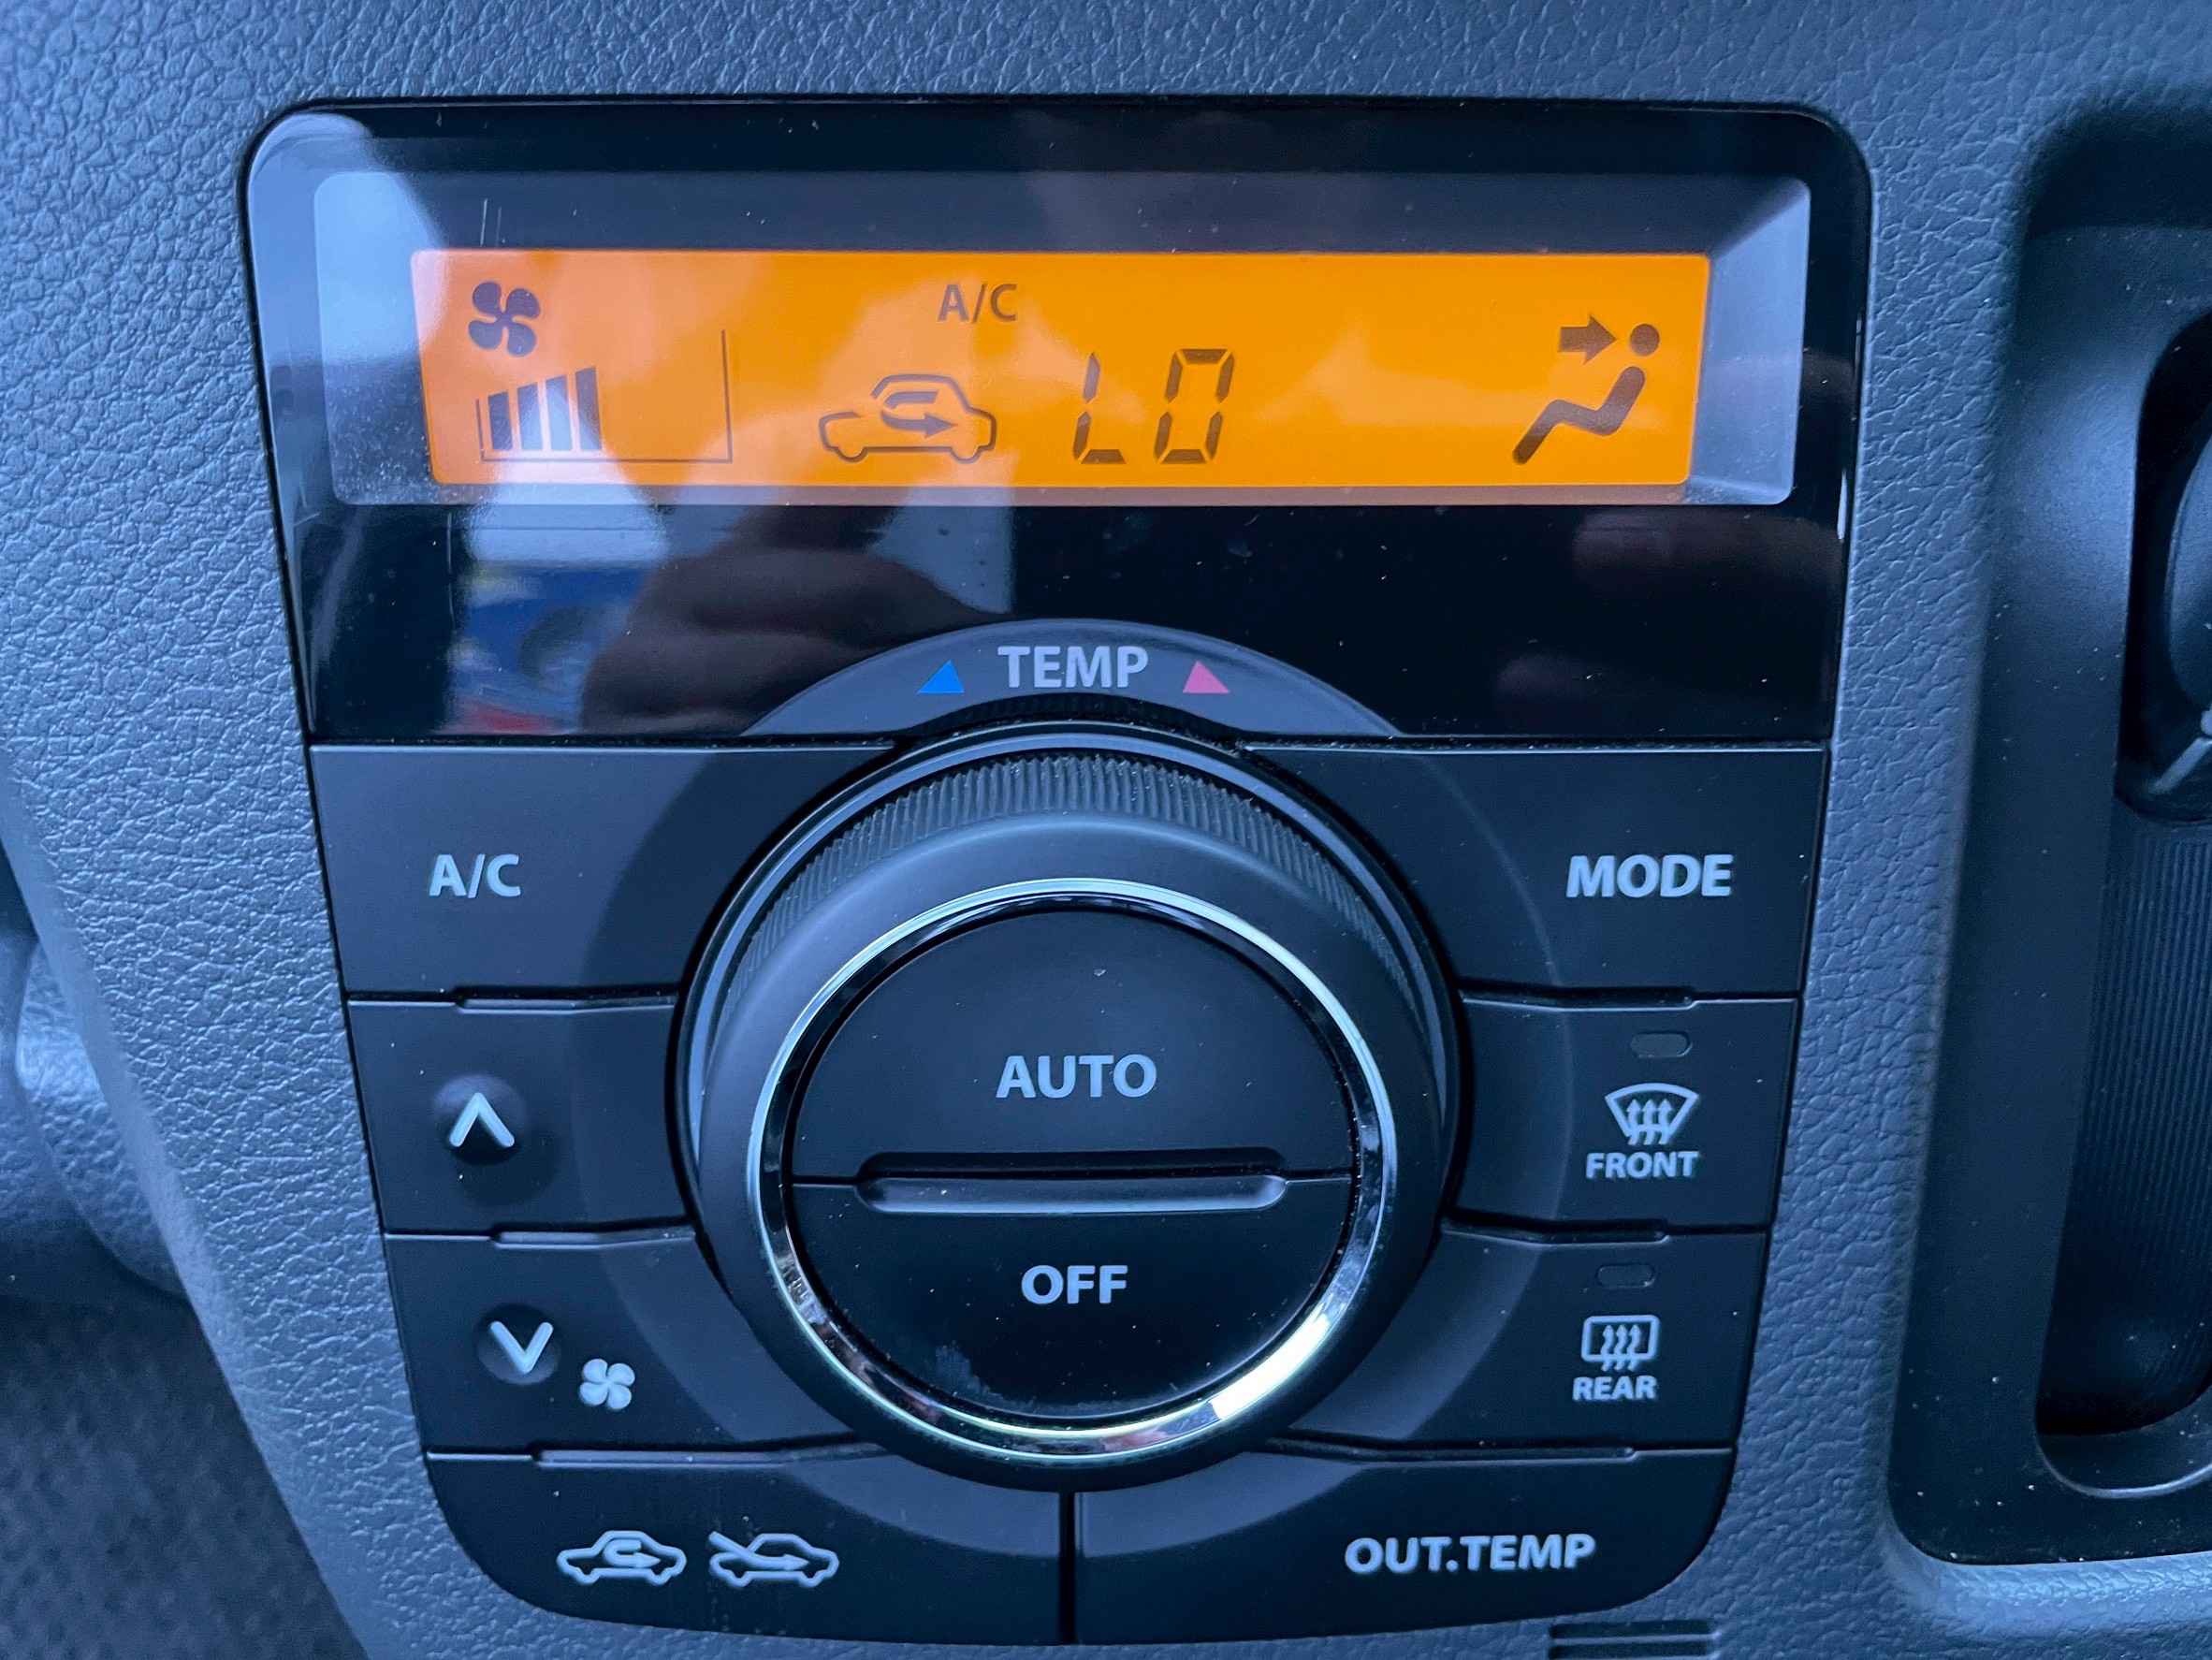 A/C
LO
TEMP
A/C
MODE
AUTO
FRONT
OFF
REAR
OUT.TEMP